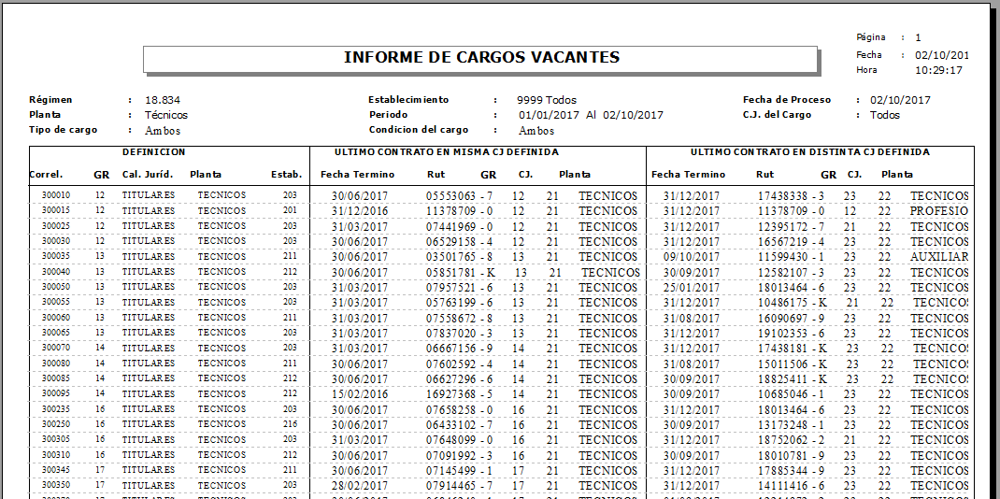 Página : 1
INFORME DE CARGOS VACANTES
Fecha : 02/10/201
Hora 10:29:17
Régimen : 18.834 Establecimiento : 9999 Todos Fecha de Proceso : 02/10/2017
Planta : Técnicos Periodo : 01/01/2017 Al 02/10/2017 C.J. del Cargo : Todos
Tipo de cargo : Ambos Condicion del cargo : Ambos
DEFINICION ULTIMO CONTRATO EN MISMA CJ DEFINIDA ULTIMO CONTRATO EN DISTINTA CJ DEFINIDA
Correl. GR Cal. Juríd. Planta Estab. Fecha Termino Rut GR CJ. Planta Fecha Termino Rut GR CJ. Planta
300010 12 TITULARES TECNICOS 203 30/06/2017 05553063 - 7 12 21 TECNICOS 31/12/2017 17438338 - 3 23 22 TECNICOS
300015 12 TITULARES TECNICOS 201 31/12/2016 11378709 - 0 12 21 TECNICOS 31/12/2017 11378709 - 0 12 22 PROFESIO
300025 12 TITULARES TECNICOS 203 31/03/2017 07441969 - 0 12 21 TECNICOS 31/12/2017 12395172 - 7 21 22 TECNICOS
300030 12 TITULARES TECNICOS 203 30/06/2017 06529158 - 4 12 21 TECNICOS 31/12/2017 16567219 - 4 23 22 TECNICOS
300035 13 TITULARES TECNICOS 211 30/06/2017 03501765 - 8 13 21 TECNICOS 09/10/2017 11599430 - 1 23 22 AUXILIAR
300040 13 TITULARES TECNICOS 212 30/06/2017 05851781 - K 13 21 TECNICOS 30/09/2017 12582107 - 3 23 22 TECNICOS
300050 13 TITULARES TECNICOS 203 31/03/2017 07957521 - 6 13 21 TECNICOS 25/01/2017 18013464 - 6 23 22 TECNICOS
300055 13 TITULARES TECNICOS 203 31/03/2017 05763199 - 6 13 21 TECNICOS 31/12/2017 10486175 - K 21 22 TECNICOS
300060 13 TITULARES TECNICOS 211 31/03/2017 07558672 - 8 13 21 TECNICOS 31/08/2017 16090697 - 9 23 22 TECNICOS
300065 13 TITULARES TECNICOS 203 31/03/2017 07837020 - 3 13 21 TECNICOS 31/12/2017 19102353 - 6 23 22 TECNICOS
300070 14 TITULARES TECNICOS 203 31/03/2017 06667156 - 9 14 21 TECNICOS 31/12/2017 17438181 - K 23 22 TECNICOS
300080 14 TITULARES TECNICOS 211 30/06/2017 07602592 - 4 14 21 TECNICOS 31/08/2017 15011506 - K 23 22 TECNICOS
300085 14 TITULARES TECNICOS 212 30/06/2017 06627296 - 6 14 21 TECNICOS 30/09/2017 18825411 - K 23 22 TECNICOS
300095 14 TITULARES TECNICOS 212 15/02/2016 16927368 - 5 14 21 TECNICOS 30/09/2017 10685046 - 1 23 22 TECNICOS
300235 16 TITULARES TECNICOS 203 30/06/2017 07658258 - 0 16 21 TECNICOS 31/12/2017 18013464 - 6 23 22 TECNICOS
300250 16 TITULARES TECNICOS 216 30/06/2017 06433102 - 7 16 21 TECNICOS 30/09/2017 13173248 - 1 23 22 TECNICOS
300305 16 TITULARES TECNICOS 203 31/03/2017 07648099 - 0 16 21 TECNICOS 31/12/2017 18752062 - 2 21 22 TECNICOS
300310 16 TITULARES TECNICOS 212 30/06/2017 07091992 - 3 16 21 TECNICOS 30/09/2017 18010781 - 9 23 22 TECNICOS
300345 17 TITULARES TECNICOS 211 30/06/2017 07145499 - 1 17 21 TECNICOS 31/12/2017 17885344 - 9 23 22 TECNICOS
300350 17 TITULARES TECNICOS 203 28/02/2017 07914465 - 7 17 21 TECNICOS 31/12/2017 14111416 - 6 23 22 TECNICOS